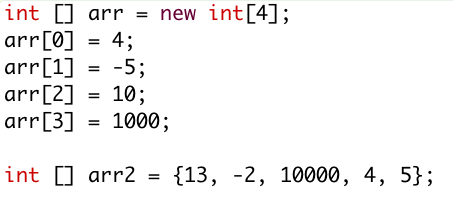 int [] arr = new int[4];
arr[0] = 4;
arr[1] = -5;
arr[2] = 10;
arr[3] = 1000;
int [] arr2 = {13, -2, 10000, 4, 5};